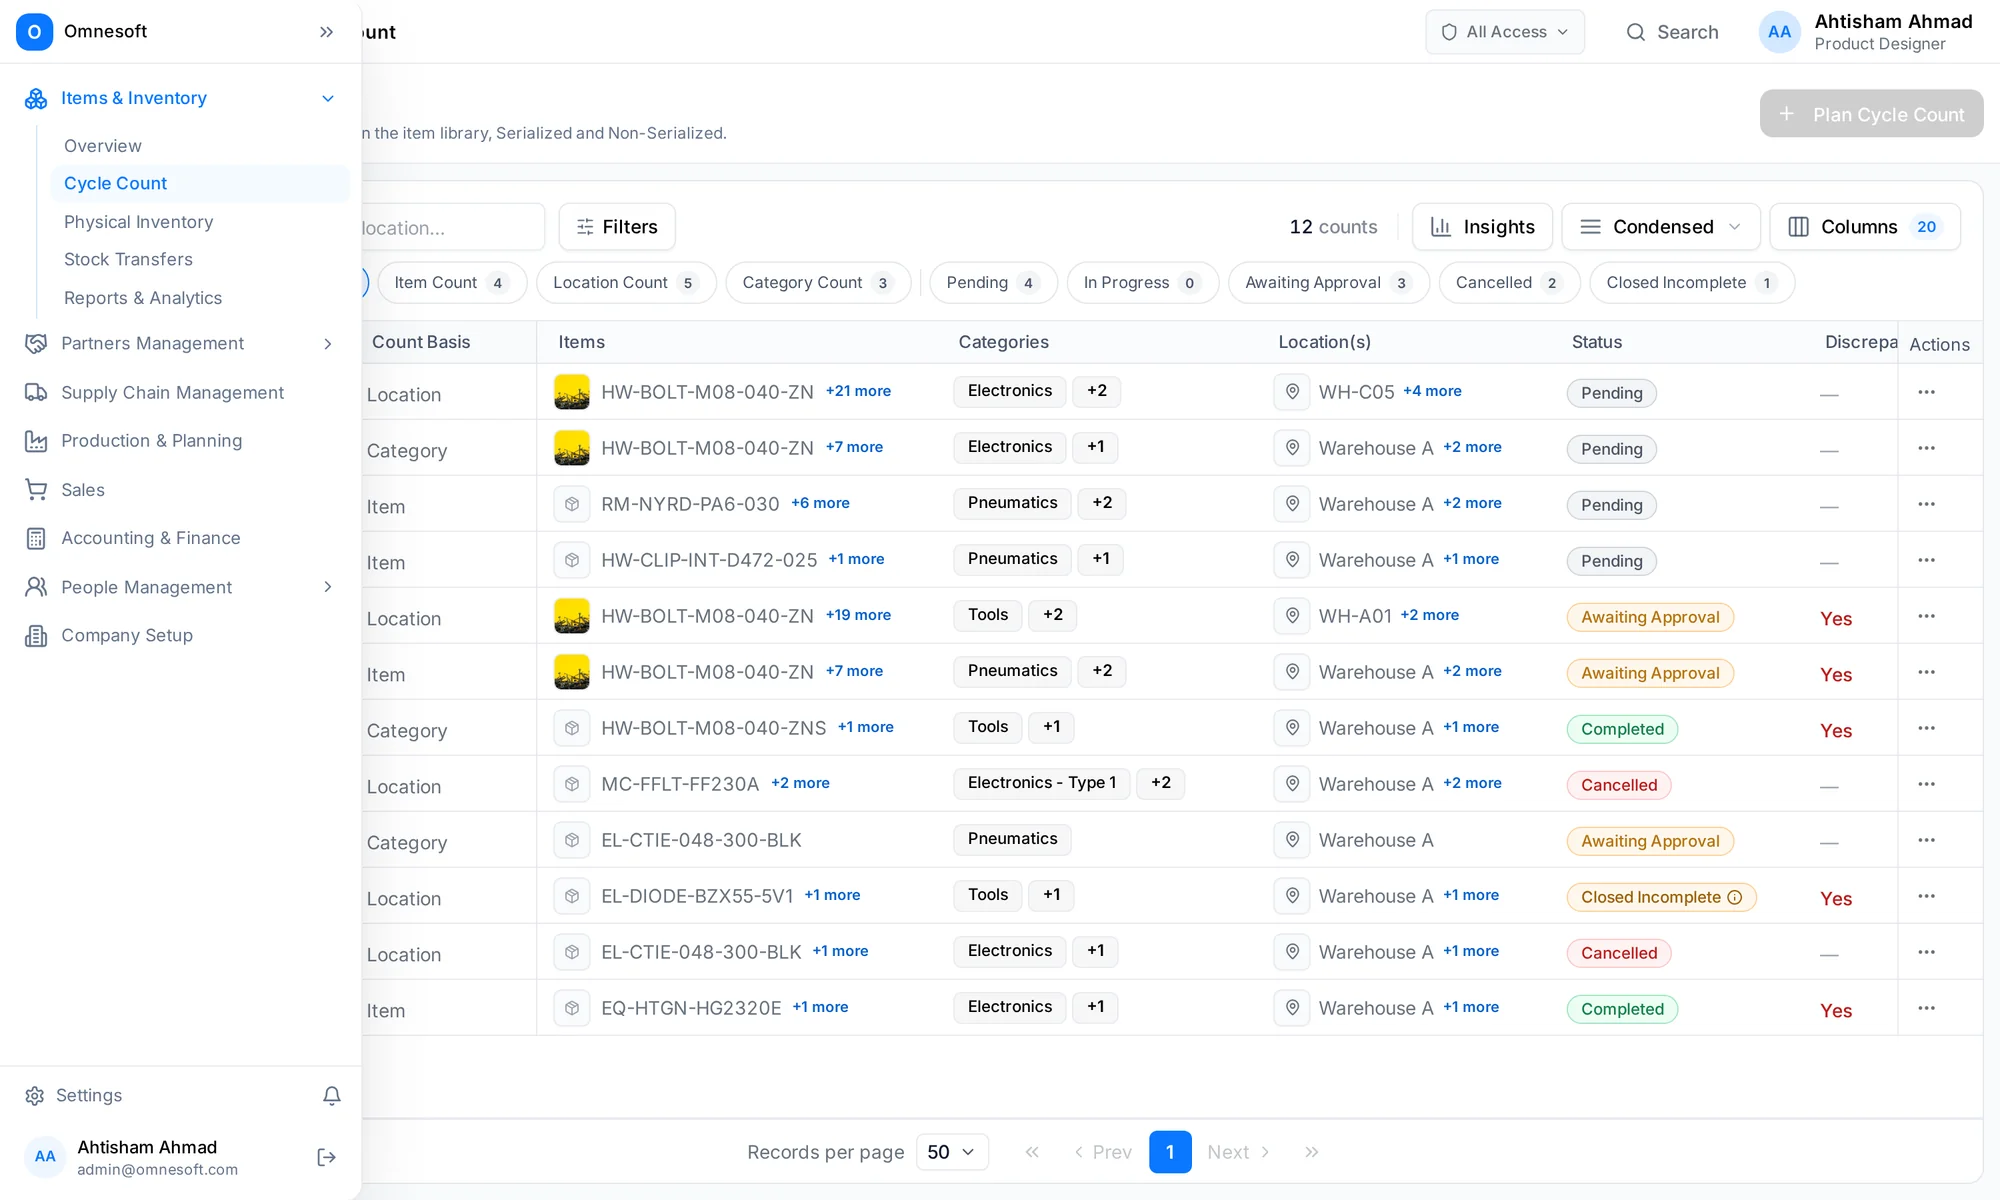 O Omnesoft
ount
All Access
Search
AA
Ahtisham Ahmad
Product Designer
Items & Inventory
Overview
Cycle Count
Physical Inventory
Stock Transfers
Reports & Analytics
Partners Management
Supply Chain Management
Production & Planning
Sales
Accounting & Finance
People Management
Company Setup
Settings
AA
Ahtisham Ahmad
admin@omnesoft.com
n the item library, Serialized and Non-Serialized.
+ Plan Cycle Count
location...
Filters
12 counts
Insights
Condensed
Columns 20
Item Count 4
Location Count 5
Category Count 3
Pending 4
In Progress 0
Awaiting Approval 3
Cancelled 2
Closed Incomplete 1
Count Basis Items Categories Location(s) Status Discrepa Actions
Location HW-BOLT-M08-040-ZN +21 more Electronics +2 WH-C05 +4 more Pending — ...
Category HW-BOLT-M08-040-ZN +7 more Electronics +1 Warehouse A +2 more Pending — ...
Item RM-NYRD-PA6-030 +6 more Pneumatics +2 Warehouse A +2 more Pending — ...
Item HW-CLIP-INT-D472-025 +1 more Pneumatics +1 Warehouse A +1 more Pending — ...
Location HW-BOLT-M08-040-ZN +19 more Tools +2 WH-A01 +2 more Awaiting Approval Yes ...
Item HW-BOLT-M08-040-ZN +7 more Pneumatics +2 Warehouse A +2 more Awaiting Approval Yes ...
Category HW-BOLT-M08-040-ZNS +1 more Tools +1 Warehouse A +1 more Completed Yes ...
Location MC-FFLT-FF230A +2 more Electronics - Type 1 +2 Warehouse A +2 more Cancelled — ...
Category EL-CTIE-048-300-BLK Pneumatics Warehouse A Awaiting Approval — ...
Location EL-DIODE-BZX55-5V1 +1 more Tools +1 Warehouse A +1 more Closed Incomplete Yes ...
Location EL-CTIE-048-300-BLK +1 more Electronics +1 Warehouse A +1 more Cancelled — ...
Item EQ-HTGN-HG2320E +1 more Electronics +1 Warehouse A +1 more Completed Yes ...
Records per page 50 Prev 1 Next